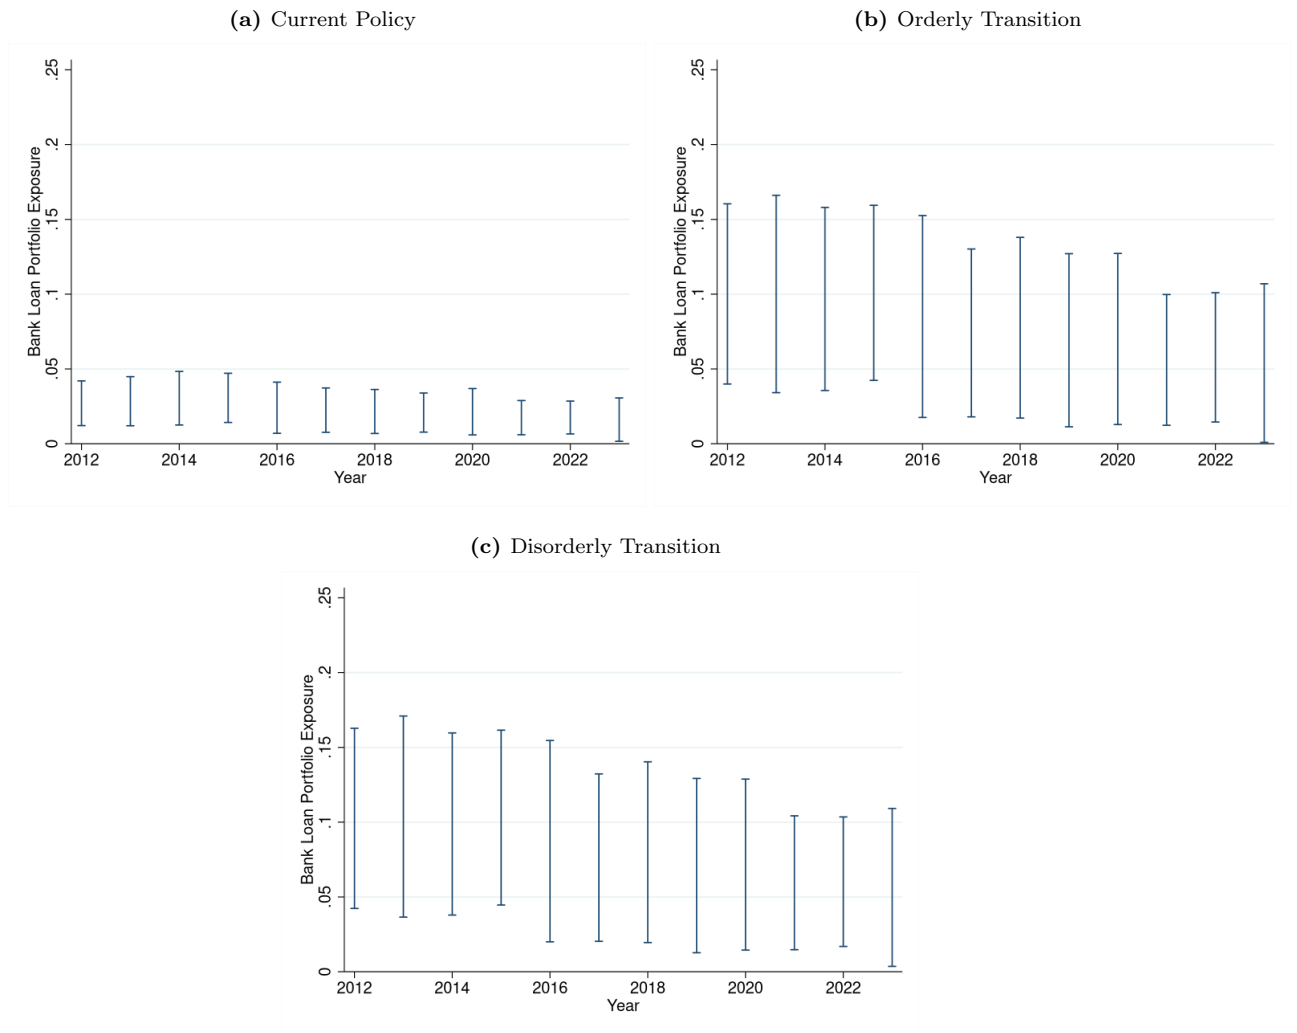 (a) Current Policy
Bank Loan Portfolio Exposure
.25
.2
.15
.1
.05
0
2012 2014 2016 2018 2020 2022
Year
(b) Orderly Transition
Bank Loan Portfolio Exposure
.25
.2
.15
.1
.05
0
2012 2014 2016 2018 2020 2022
Year
(c) Disorderly Transition
Bank Loan Portfolio Exposure
.25
.2
.15
.1
.05
0
2012 2014 2016 2018 2020 2022
Year